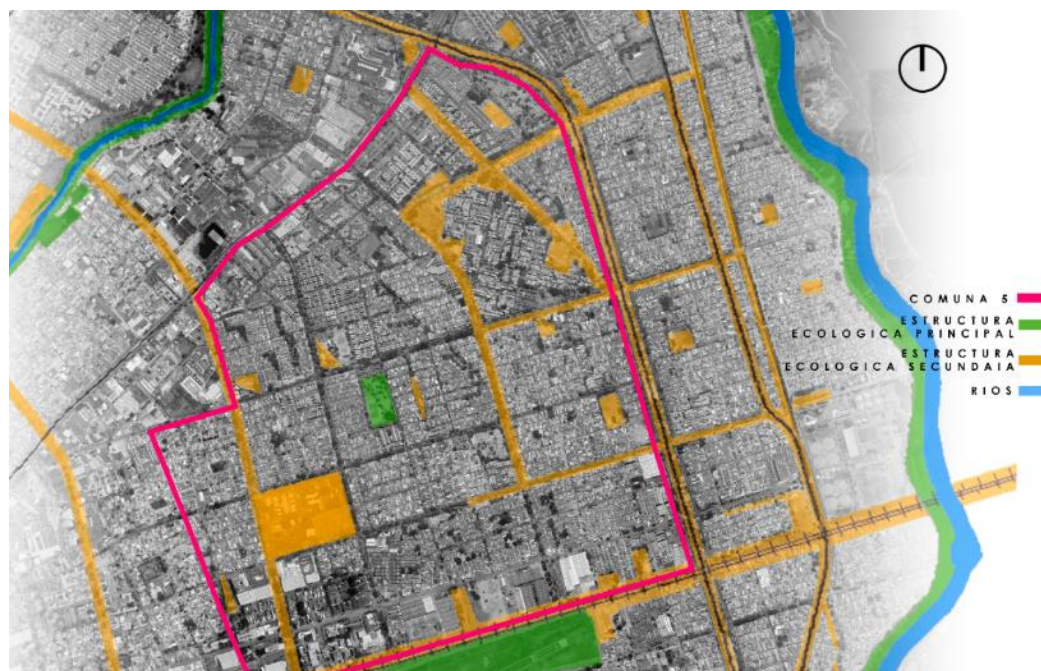 COMUNA 5
ESTRUCTURA
ECOLOGICA PRINCIPAL
ESTRUCTURA
ECOLOGICA SECUNDAIA
RIOS